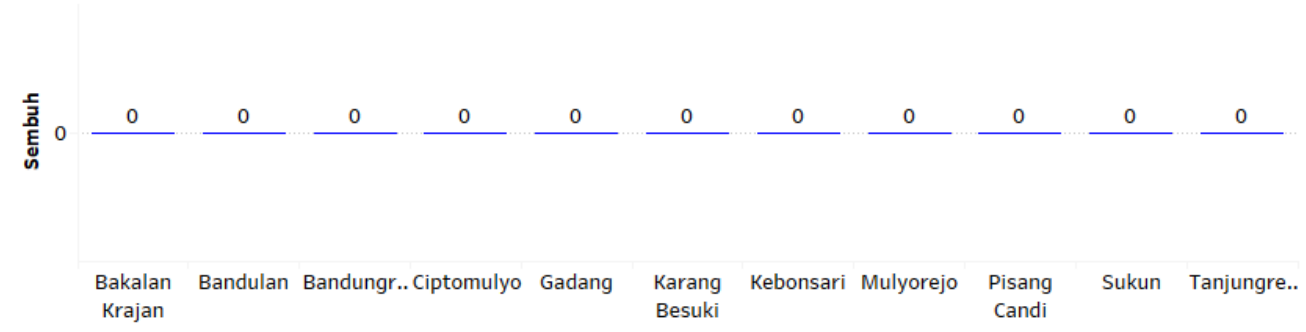 Sembuh
0
0 0 0 0 0 0 0 0 0 0 0
Bakalan Krajan
Bandulan
Bandungr..
Ciptomulyo
Gadang
Karang Besuki
Kebonsari
Mulyorejo
Pisang Candi
Sukun
Tanjungre..